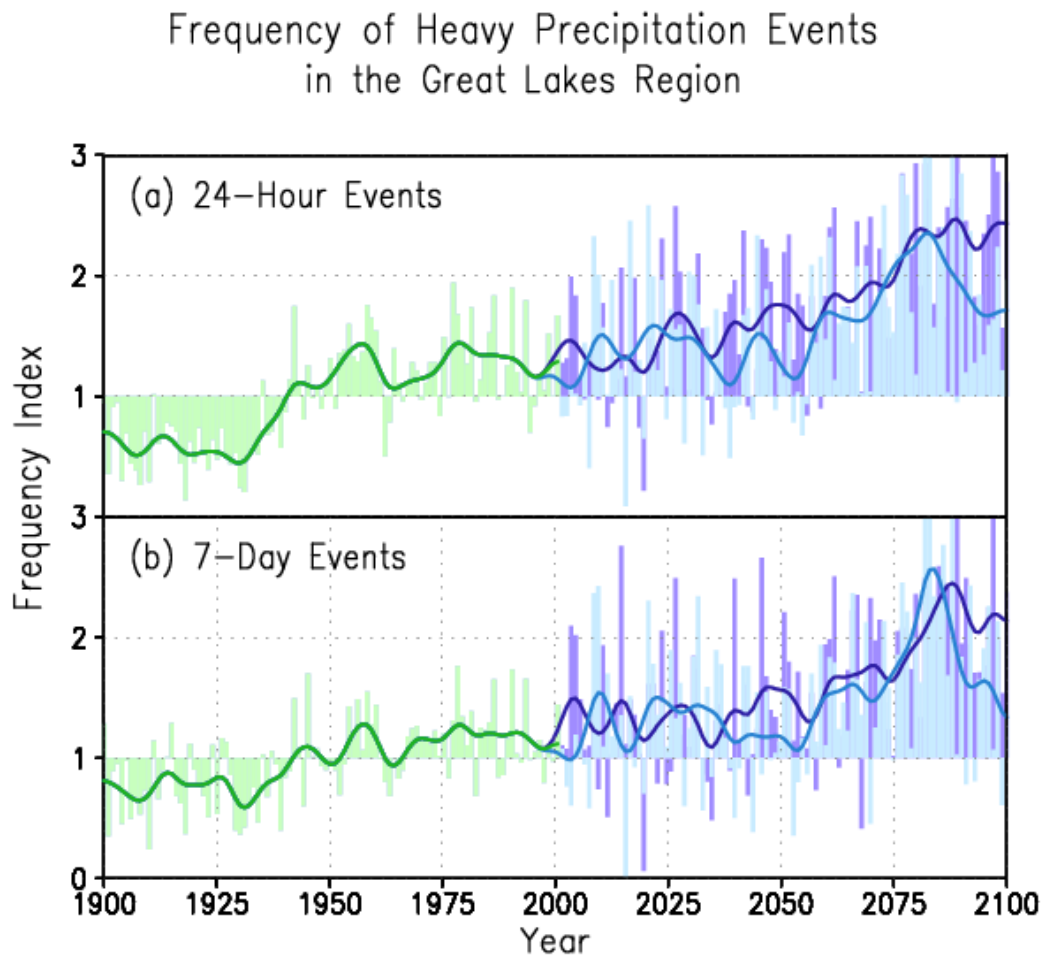 Frequency of Heavy Precipitation Events
in the Great Lakes Region
3
(a) 24-Hour Events
2
1
3
(b) 7-Day Events
2
1
0
Frequency Index
1900 1925 1950 1975 2000 2025 2050 2075 2100
Year